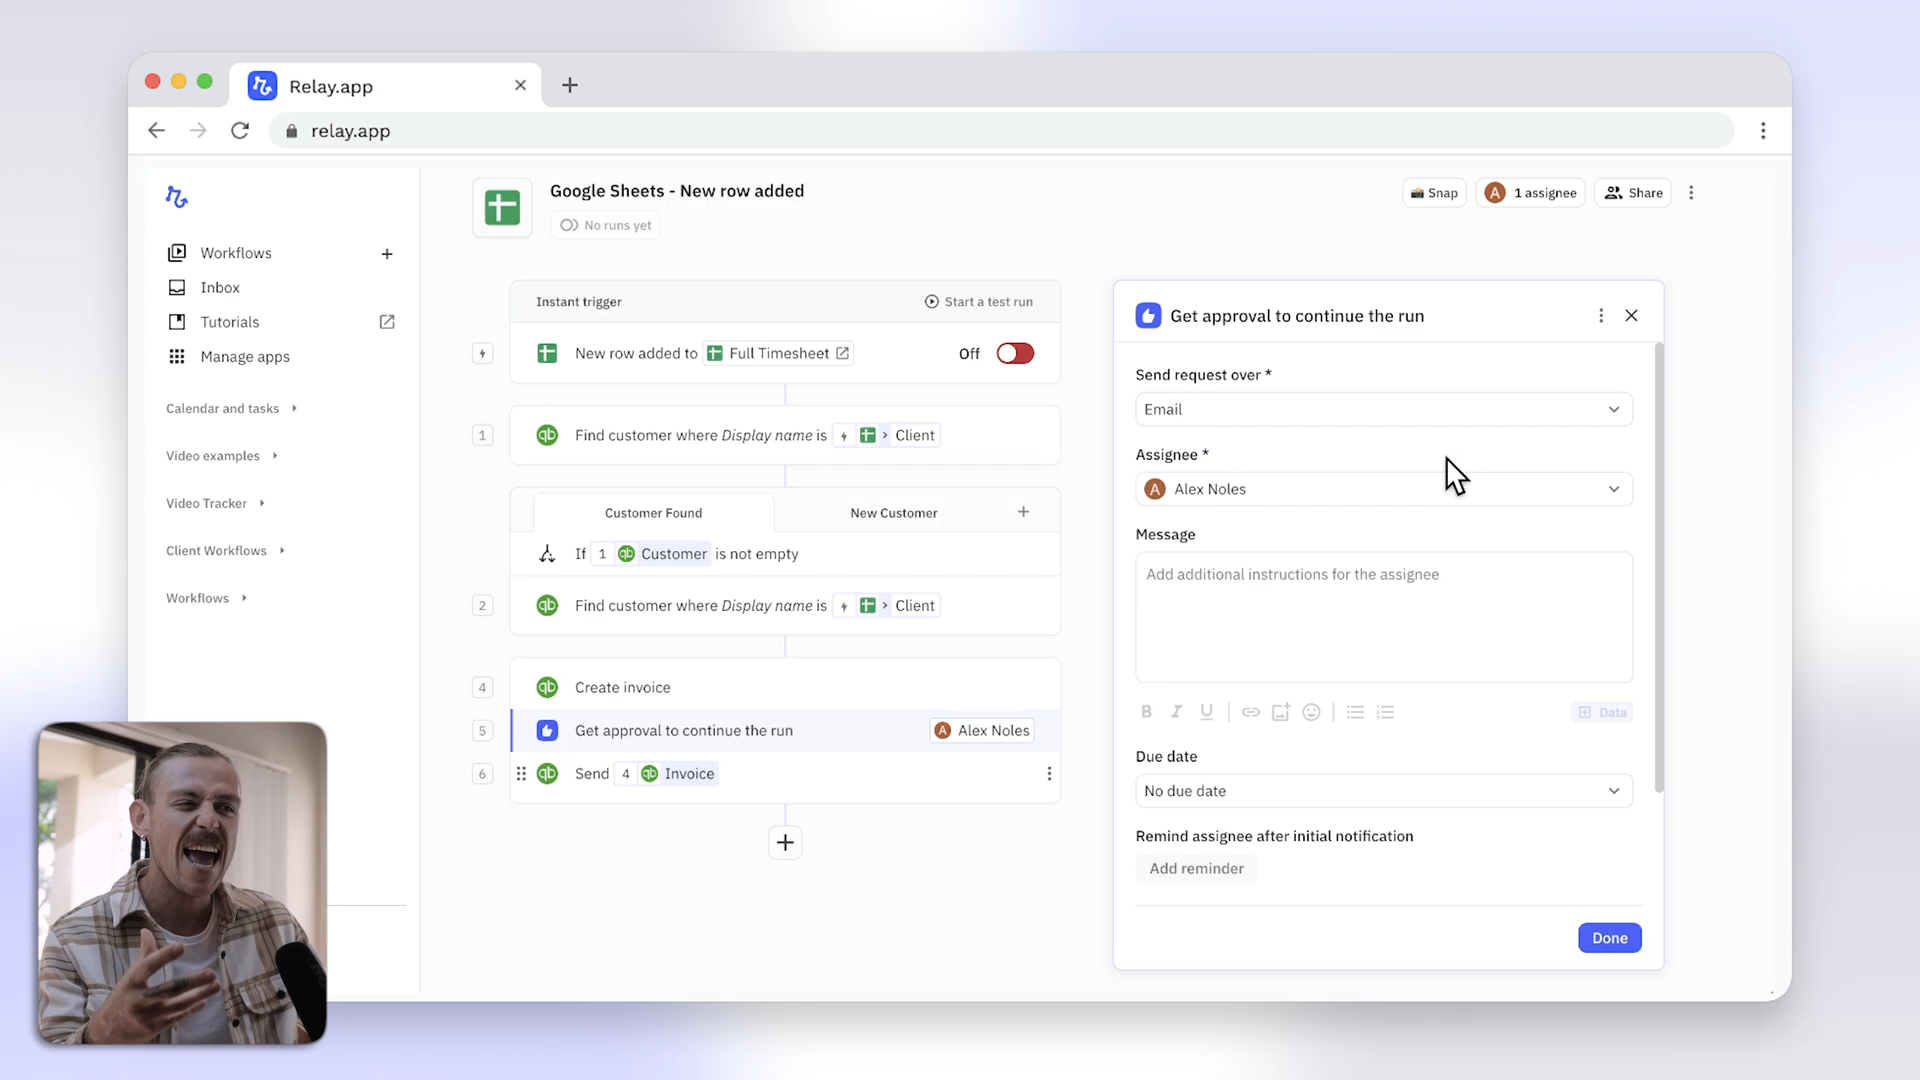 Relay.app
relay.app
Google Sheets - New row added
No runs yet
Snap
A 1 assignee
Share
Workflows
Inbox
Tutorials
Manage apps
Calendar and tasks
Video examples
Video Tracker
Client Workflows
Workflows
Instant trigger
Start a test run
New row added to Full Timesheet
Off
1
qb Find customer where Display name is > Client
Customer Found
New Customer
If 1 qb Customer is not empty
2
qb Find customer where Display name is > Client
4
qb Create invoice
5
Get approval to continue the run
A Alex Noles
6
qb Send 4 qb Invoice
Get approval to continue the run
Send request over *
Email
Assignee *
A Alex Noles
Message
Add additional instructions for the assignee
B I U
Data
Due date
No due date
Remind assignee after initial notification
Add reminder
Done